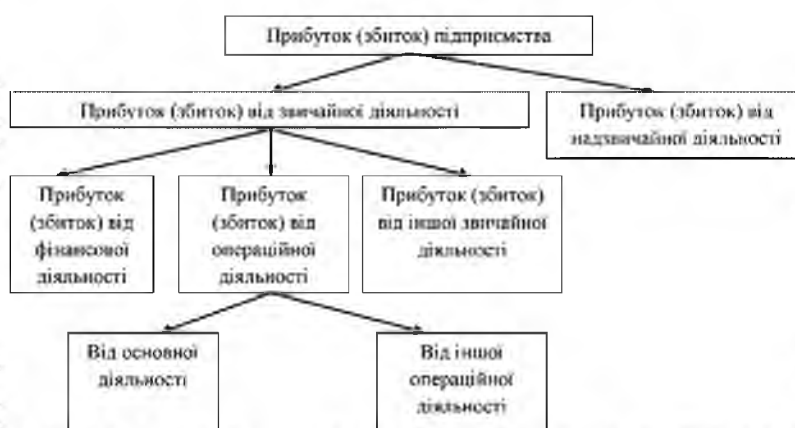 Прибуток (збиток) підприємства
Прибуток (збиток) від звичайної діяльності
Прибуток (збиток) від
надзвичайної діяльності
Прибуток
(збиток) від
фінансової
діяльності
Прибуток
(збиток) від
операційної
діяльності
Прибуток (збиток)
від іншої звичайної
діяльності
Від основної
діяльності
Від іншої
операційної
діяльності